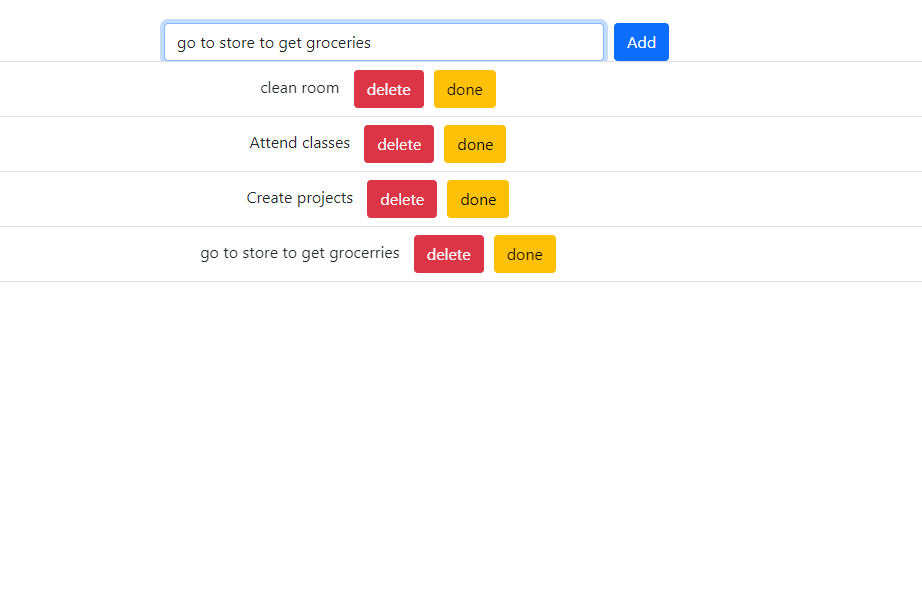 go to store to get groceries Add
clean room delete done
Attend classes delete done
Create projects delete done
go to store to get grocerries delete done